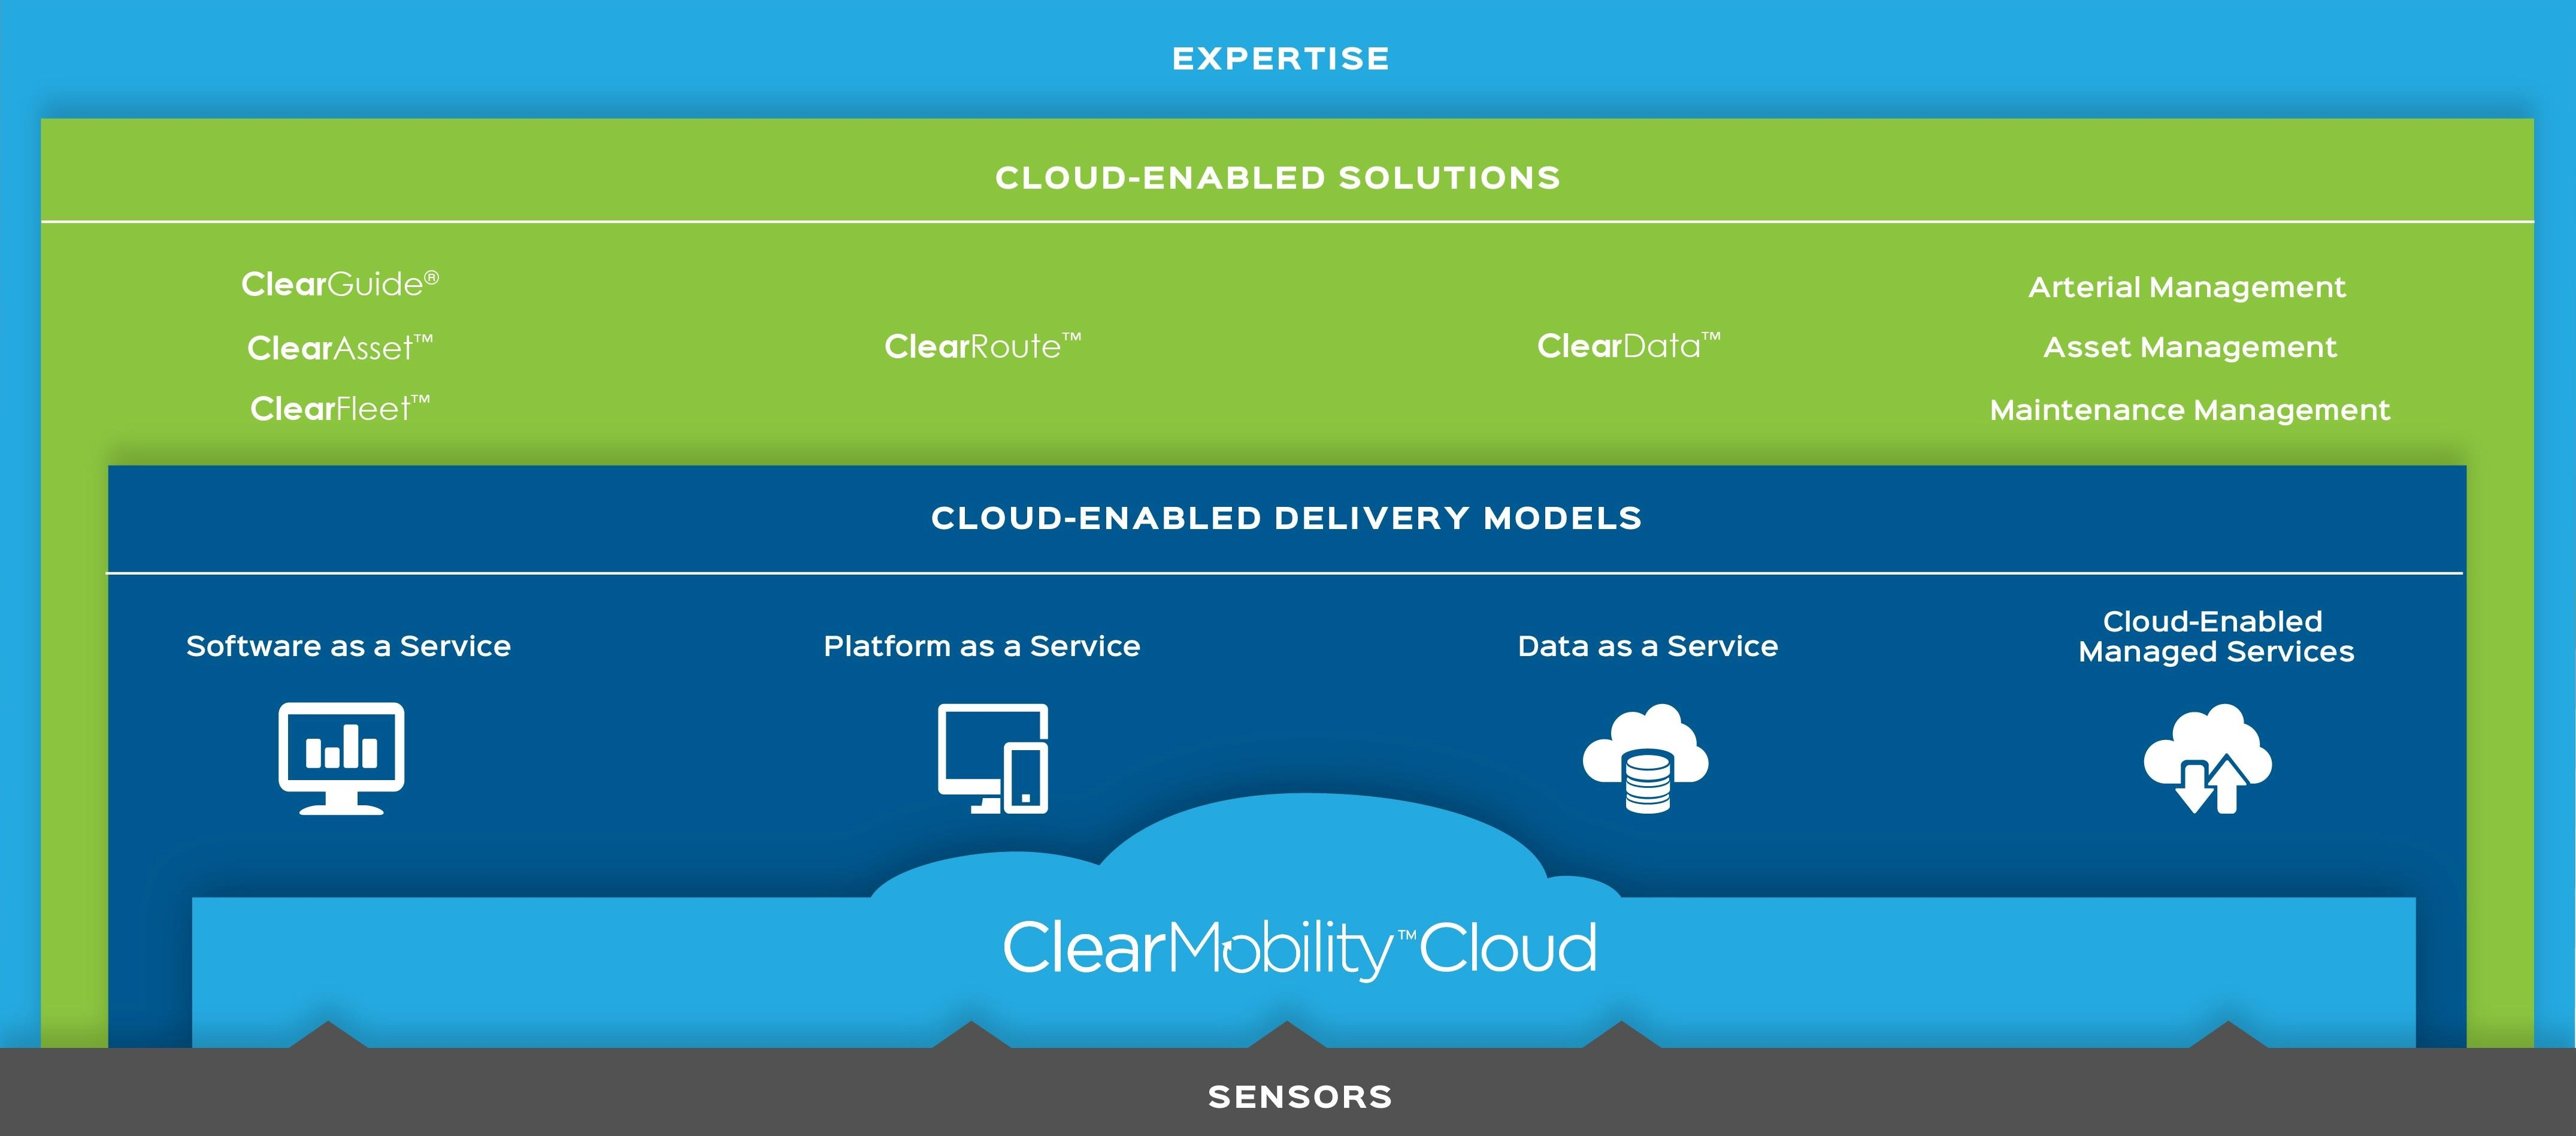 EXPERTISE
CLOUD-ENABLED SOLUTIONS
ClearGuide®
ClearAsset™
ClearFleet™
ClearRoute™
ClearData™
Arterial Management
Asset Management
Maintenance Management
CLOUD-ENABLED DELIVERY MODELS
Software as a Service
Platform as a Service
Data as a Service
Cloud-Enabled
Managed Services
ClearMobility™Cloud
SENSORS